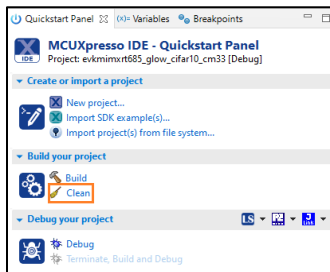 Quickstart Panel (x)= Variables Breakpoints
IDE
MCUXpresso IDE - Quickstart Panel
Project: evkmimxrt685_glow_cifar10_cm33 [Debug]
Create or import a project
New project...
Import SDK example(s)...
Import project(s) from file system...
Build your project
Build
Clean
Debug your project LS
Debug
Terminate, Build and Debug